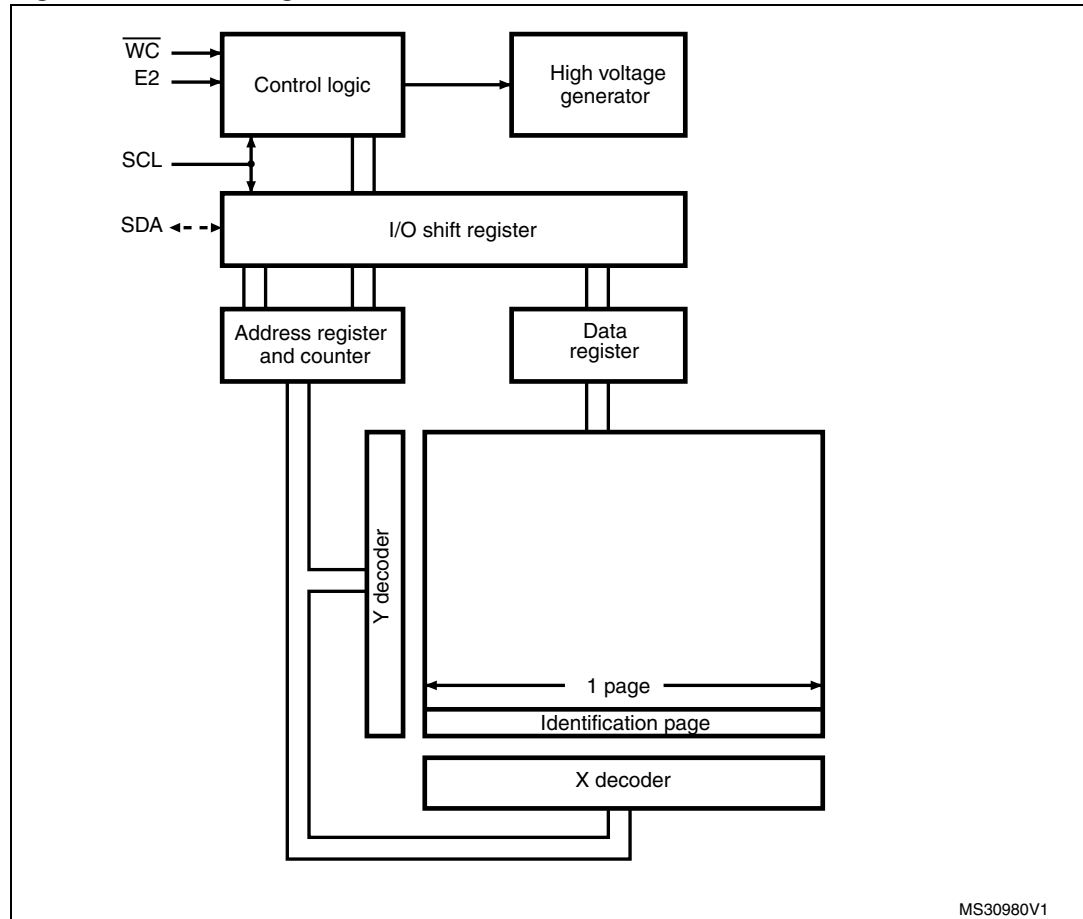 WC
E2
Control logic
High voltage
generator
SCL
SDA
I/O shift register
Address register
and counter
Data
register
Y decoder
1 page
Identification page
X decoder
MS30980V1